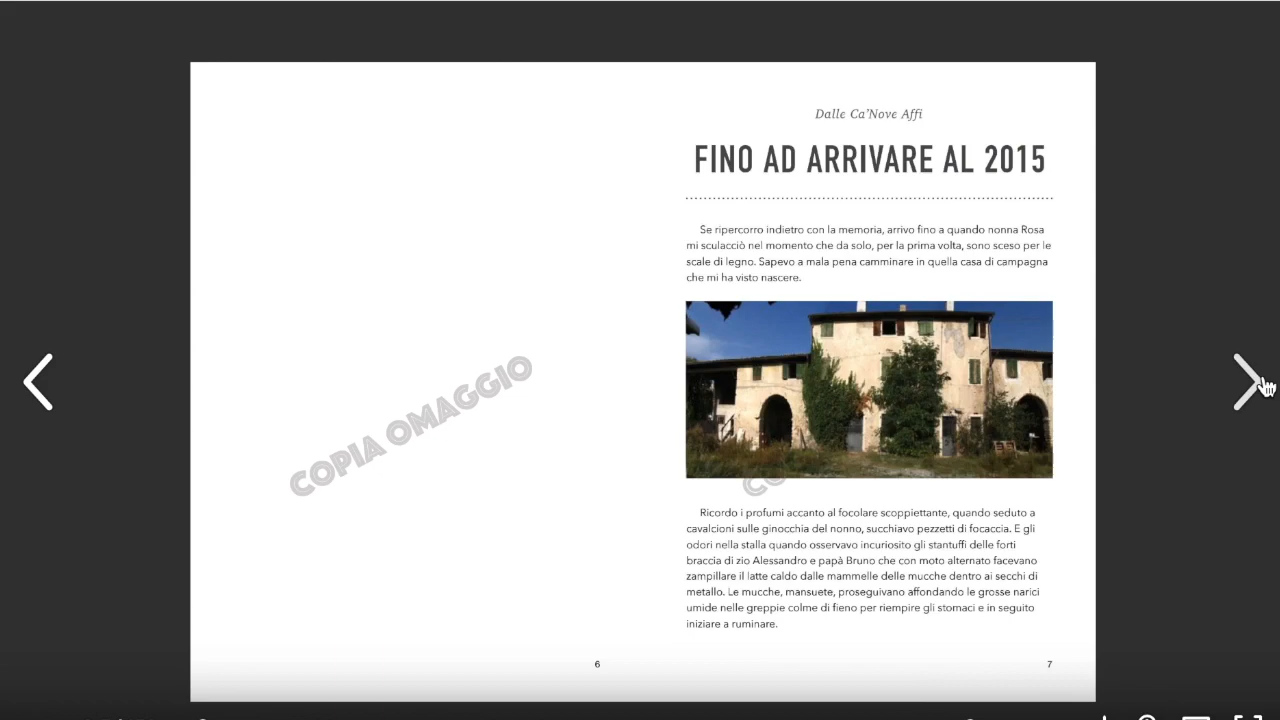 Dalle Ca'Nove Affi
FINO AD ARRIVARE AL 2015
Se ripercorro indietro con la memoria, arrivo fino a quando nonna Rosa
mi sculacciò nel momento che da solo, per la prima volta, sono sceso per le
scale di legno. Sapevo a mala pena camminare in quella casa di campagna
che mi ha visto nascere.
COPIA OMAGGIO
CO
Ricordo i profumi accanto al focolare scoppiettante, quando seduto a
cavalcioni sulle ginocchia del nonno, succhiavo pezzetti di focaccia. E gli
odori nella stalla quando osservavo incuriosito gli stantuffi delle forti
braccia di zio Alessandro e papà Bruno che con moto alternato facevano
zampillare il latte caldo dalle mammelle delle mucche dentro ai secchi di
metallo. Le mucche, mansuete, proseguivano affondando le grosse narici
umide nelle greppie colme di fieno per riempire gli stomaci e in seguito
iniziare a ruminare.
6
7